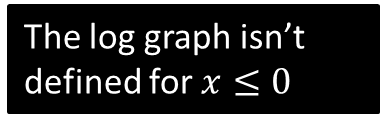 The log graph isn’t
defined for 𝑥 ≤ 0